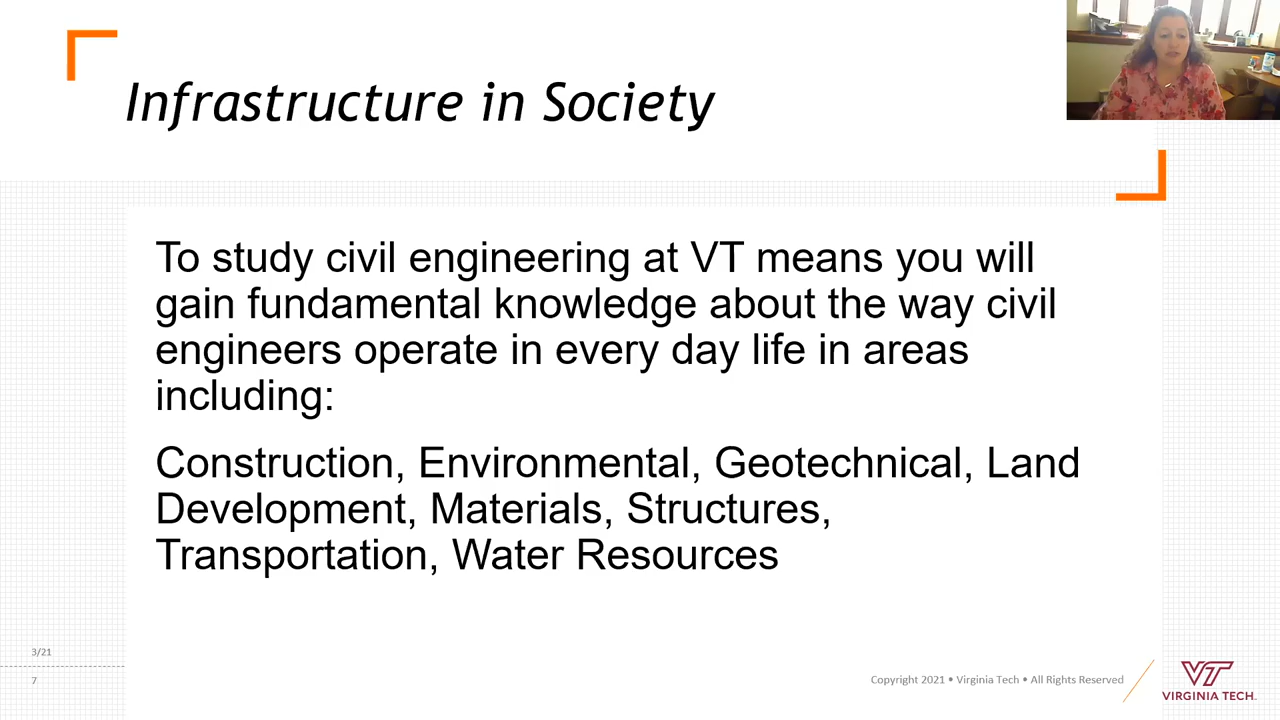 Infrastructure in Society
To study civil engineering at VT means you will
gain fundamental knowledge about the way civil
engineers operate in every day life in areas
including:
Construction, Environmental, Geotechnical, Land
Development, Materials, Structures,
Transportation, Water Resources
3/21
7
Copyright 2021 • Virginia Tech • All Rights Reserved
VT
VIRGINIA TECH